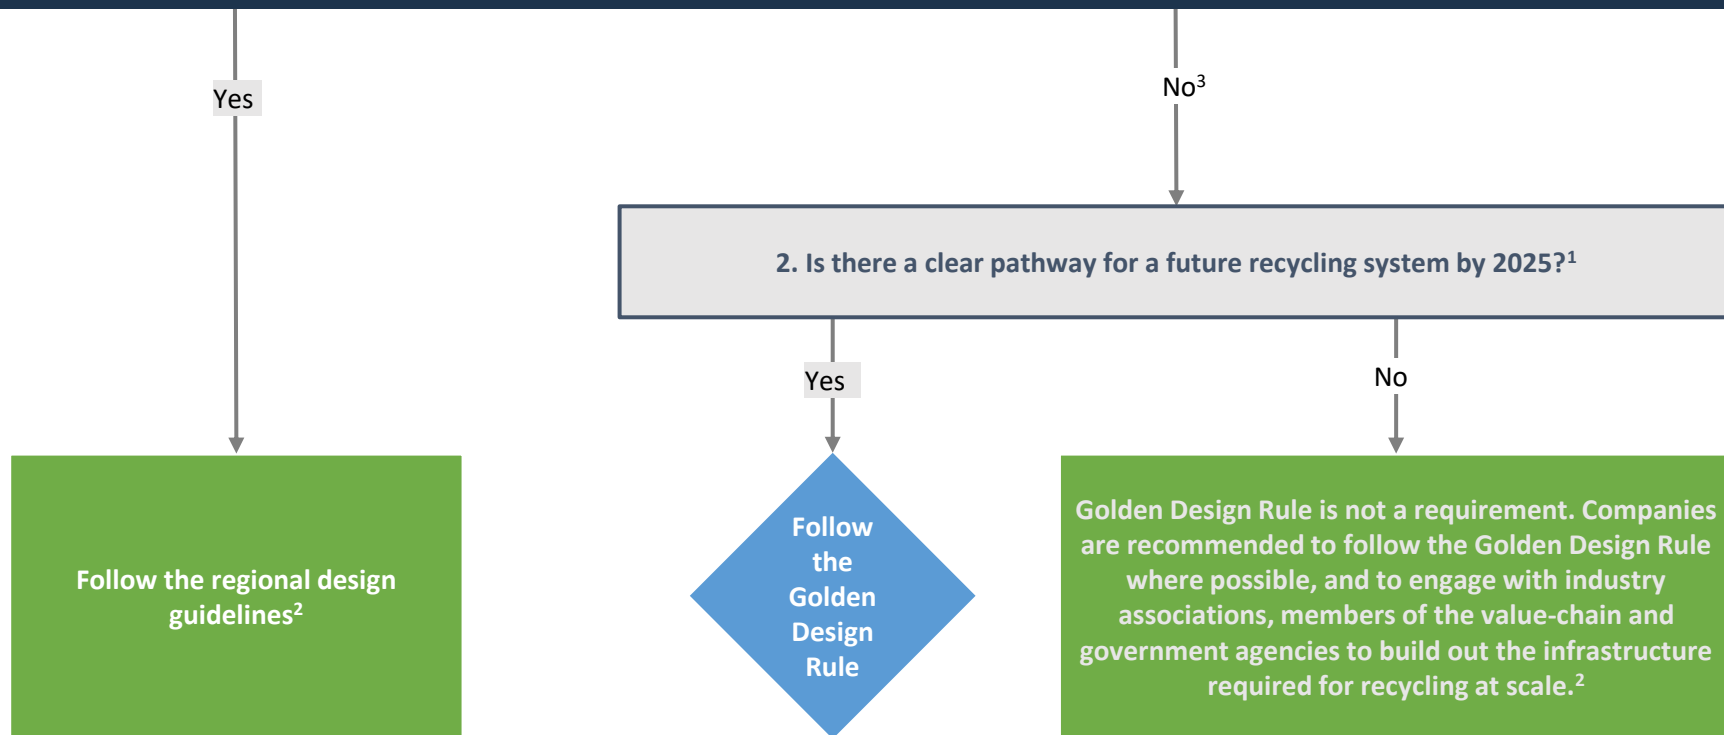 Yes
No³
2. Is there a clear pathway for a future recycling system by 2025?¹
Yes
No
Follow the regional design
guidelines²
Follow
the
Golden
Design
Rule
Golden Design Rule is not a requirement. Companies
are recommended to follow the Golden Design Rule
where possible, and to engage with industry
associations, members of the value-chain and
government agencies to build out the infrastructure
required for recycling at scale.²